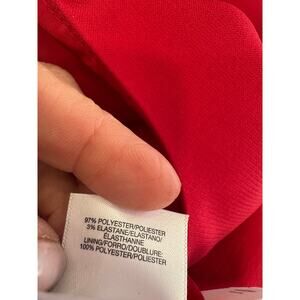 97% POLYESTER/POLIESTER
3% ELASTANE/ELASTANO/
ÉLASTHANNE
LINING/FORRO/DOUBLURE:
100% POLYESTER/POLIESTER